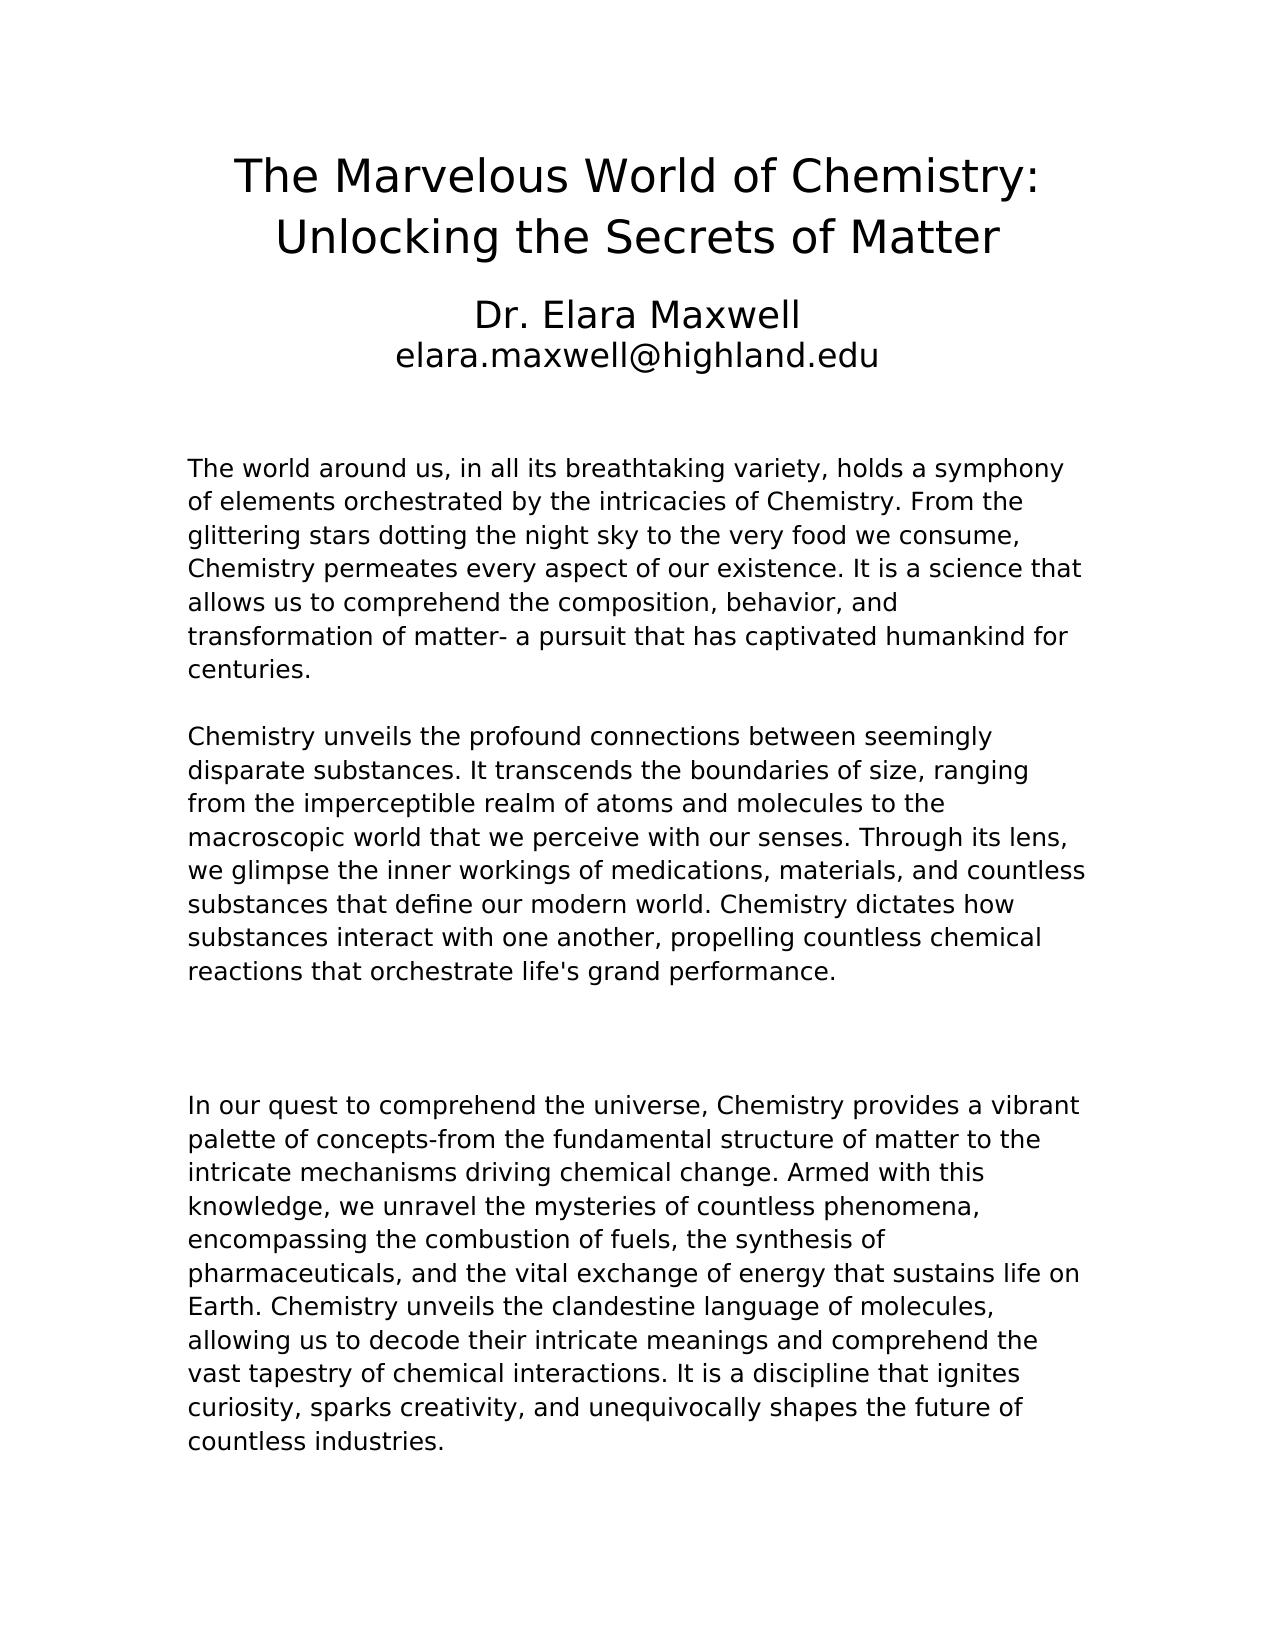 The Marvelous World of Chemistry:
Unlocking the Secrets of Matter
Dr. Elara Maxwell
elara.maxwell@highland.edu
The world around us, in all its breathtaking variety, holds a symphony
of elements orchestrated by the intricacies of Chemistry. From the
glittering stars dotting the night sky to the very food we consume,
Chemistry permeates every aspect of our existence. It is a science that
allows us to comprehend the composition, behavior, and
transformation of matter- a pursuit that has captivated humankind for
centuries.
Chemistry unveils the profound connections between seemingly
disparate substances. It transcends the boundaries of size, ranging
from the imperceptible realm of atoms and molecules to the
macroscopic world that we perceive with our senses. Through its lens,
we glimpse the inner workings of medications, materials, and countless
substances that define our modern world. Chemistry dictates how
substances interact with one another, propelling countless chemical
reactions that orchestrate life's grand performance.
In our quest to comprehend the universe, Chemistry provides a vibrant
palette of concepts-from the fundamental structure of matter to the
intricate mechanisms driving chemical change. Armed with this
knowledge, we unravel the mysteries of countless phenomena,
encompassing the combustion of fuels, the synthesis of
pharmaceuticals, and the vital exchange of energy that sustains life on
Earth. Chemistry unveils the clandestine language of molecules,
allowing us to decode their intricate meanings and comprehend the
vast tapestry of chemical interactions. It is a discipline that ignites
curiosity, sparks creativity, and unequivocally shapes the future of
countless industries.